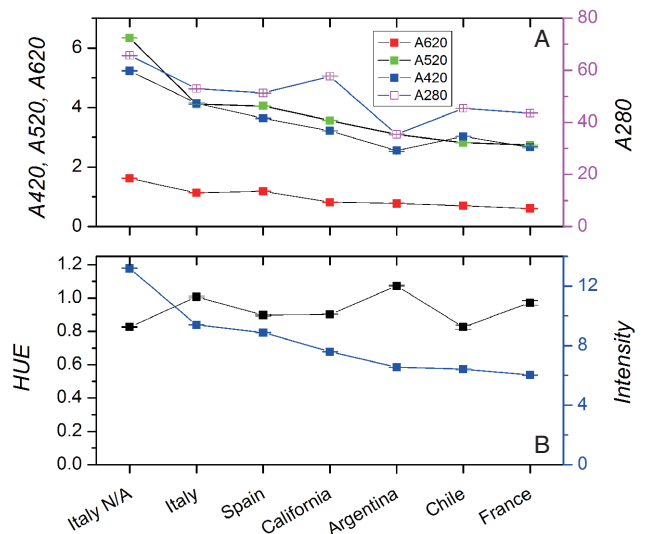 A
A620
A520
A420
A280
A420, A520, A620
A280
6
4
2
0
80
60
40
20
0
B
HUE
Intensity
1.2
1.0
0.8
0.6
0.4
0.2
0.0
12
8
4
0
Italy N/A
Italy
Spain
California
Argentina
Chile
France